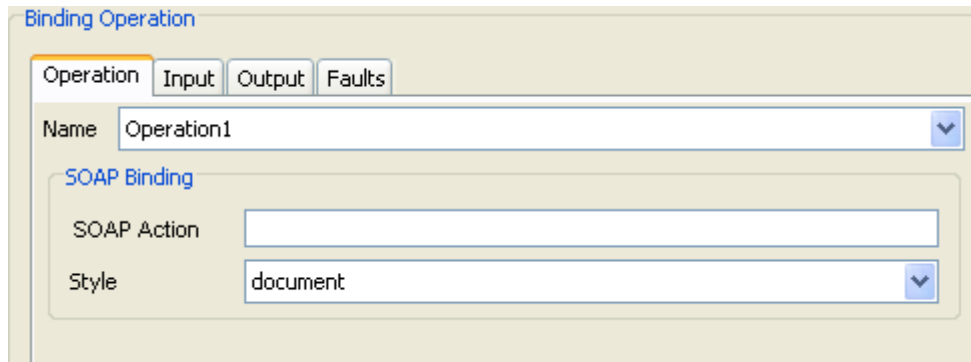 Binding Operation
Operation Input Output Faults
Name Operation1
SOAP Binding
SOAP Action
Style document